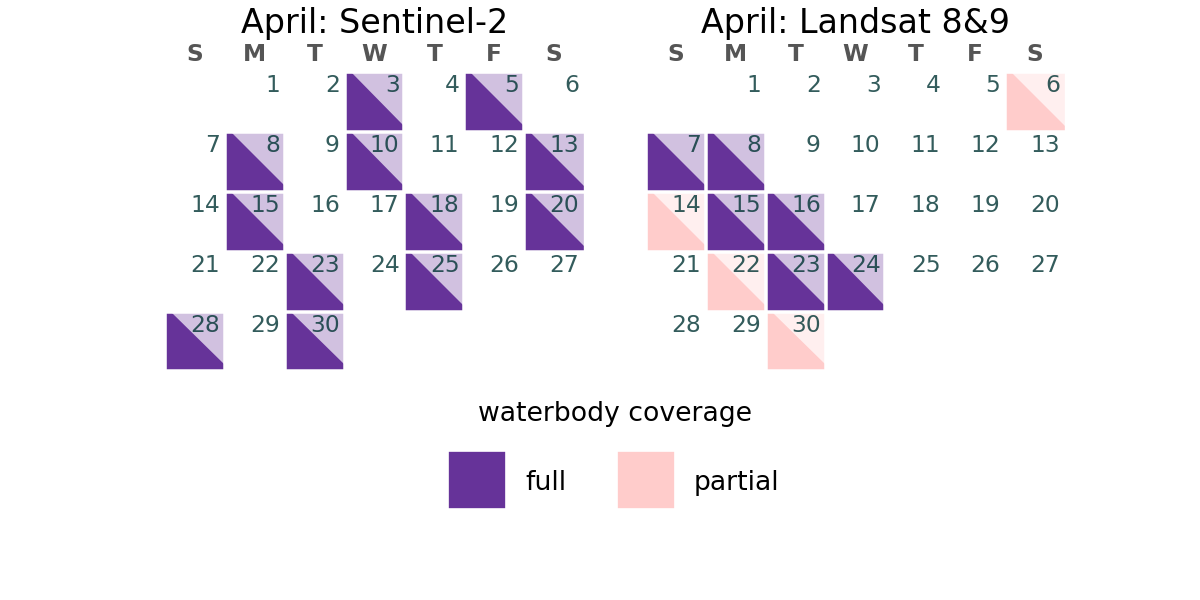 April: Sentinel-2
S M T W T F S
1 2 3 4 5 6
7 8 9 10 11 12 13
14 15 16 17 18 19 20
21 22 23 24 25 26 27
28 29 30
April: Landsat 8&9
S M T W T F S
1 2 3 4 5 6
7 8 9 10 11 12 13
14 15 16 17 18 19 20
21 22 23 24 25 26 27
28 29 30
waterbody coverage
full partial